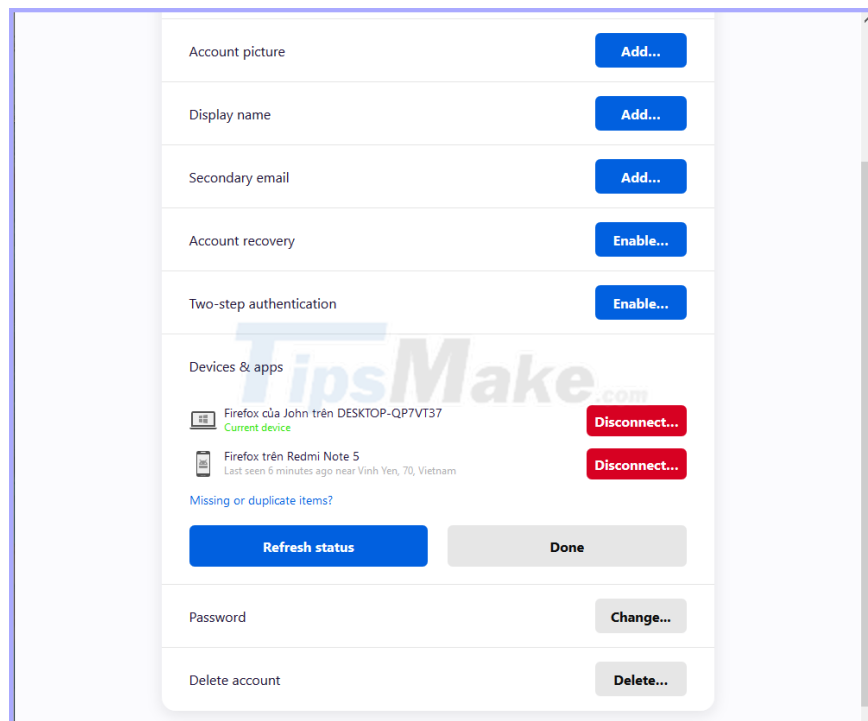 Account picture
Add...
Display name
Add...
Secondary email
Add...
Account recovery
Enable...
Two-step authentication
Enable...
TipsMake.com
Devices & apps
Firefox của John trên DESKTOP-QP7VT37
Current device
Disconnect...
Firefox trên Redmi Note 5
Last seen 6 minutes ago near Vinh Yen, 70, Vietnam
Disconnect...
Missing or duplicate items?
Refresh status
Done
Password
Change...
Delete account
Delete...